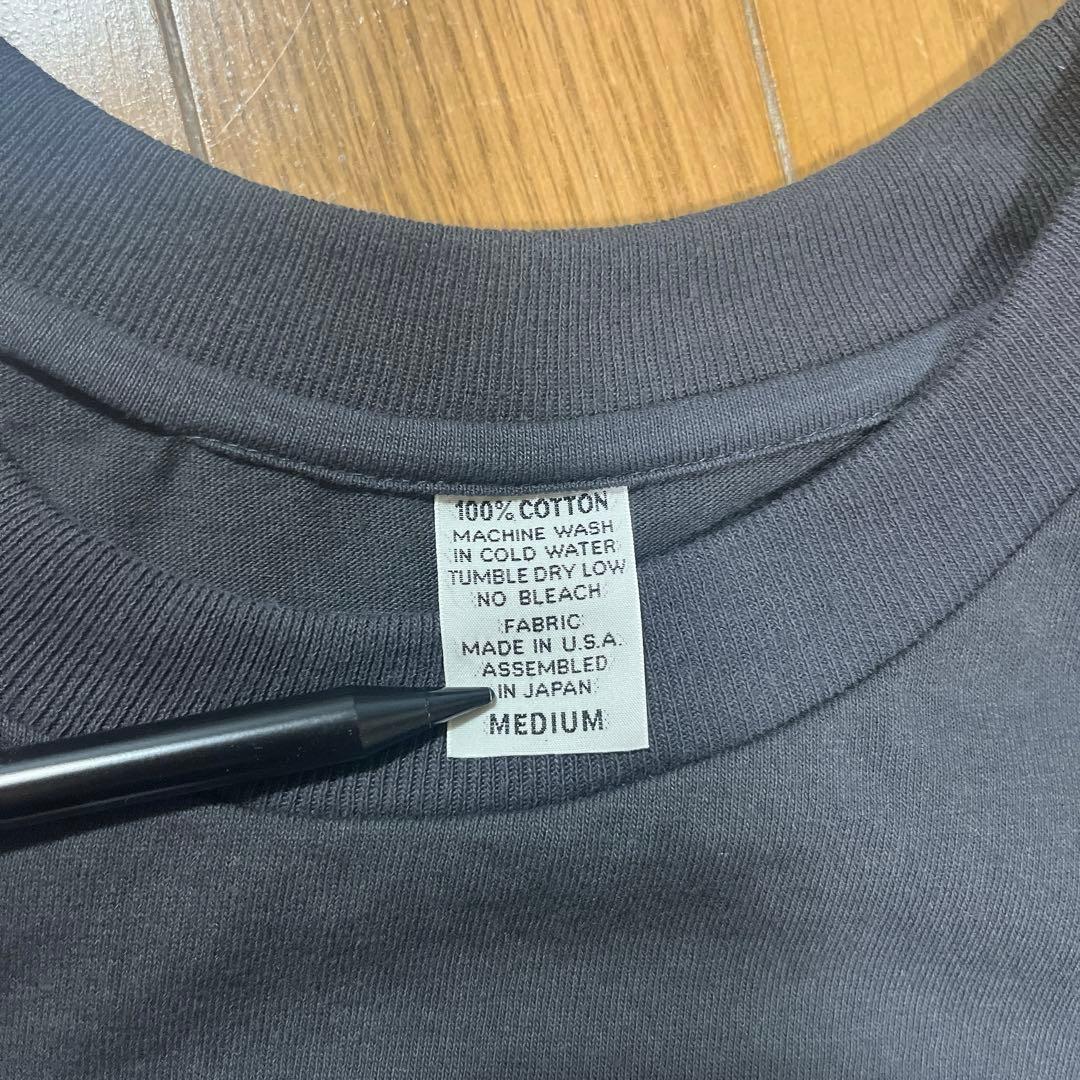 100% COTTON
MACHINE WASH
IN COLD WATER
TUMBLE DRY LOW
NO BLEACH
FABRIC
MADE IN U.S.A.
ASSEMBLED
IN JAPAN
MEDIUM